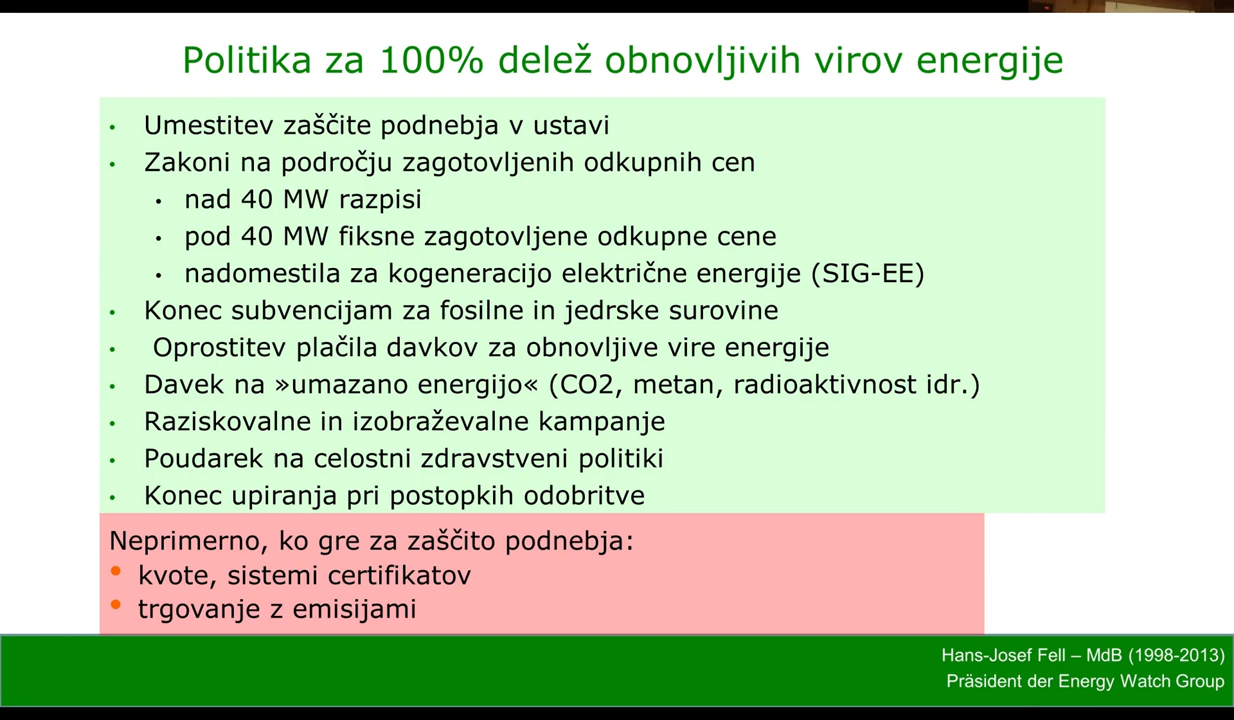 Politika za 100% delež obnovljivih virov energije
• Umestitev zaščite podnebja v ustavi
• Zakoni na področju zagotovljenih odkupnih cen
• nad 40 MW razpisi
• pod 40 MW fiksne zagotovljene odkupne cene
• nadomestila za kogeneracijo električne energije (SIG-EE)
• Konec subvencijam za fosilne in jedrske surovine
• Oprostitev plačila davkov za obnovljive vire energije
• Davek na »umazano energijo« (CO2, metan, radioaktivnost idr.)
• Raziskovalne in izobraževalne kampanje
• Poudarek na celostni zdravstveni politiki
• Konec upiranja pri postopkih odobritve
Neprimerno, ko gre za zaščito podnebja:
• kvote, sistemi certifikatov
• trgovanje z emisijami
Hans-Josef Fell – MdB (1998-2013)
Präsident der Energy Watch Group